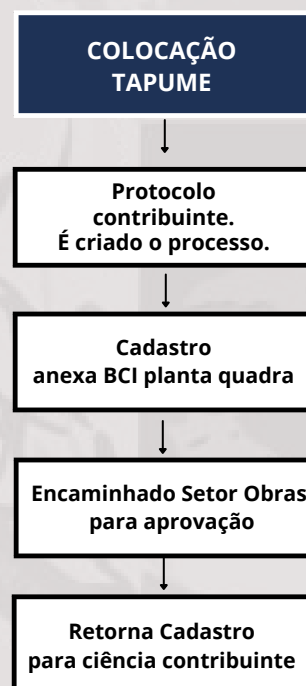 COLOCAÇÃO
TAPUME
Protocolo
contribuinte.
É criado o processo.
Cadastro
anexa BCI planta quadra
Encaminhado Setor Obras
para aprovação
Retorna Cadastro
para ciência contribuinte